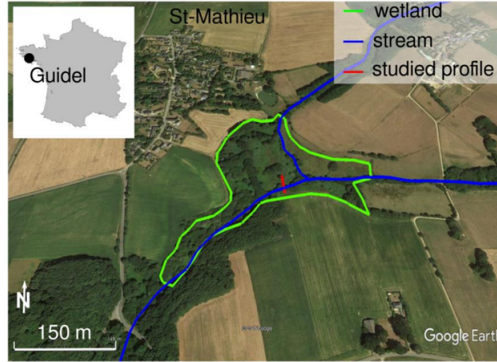 St-Mathieu
wetland
stream
studied profile
Guidel
N
150 m
Google Earth